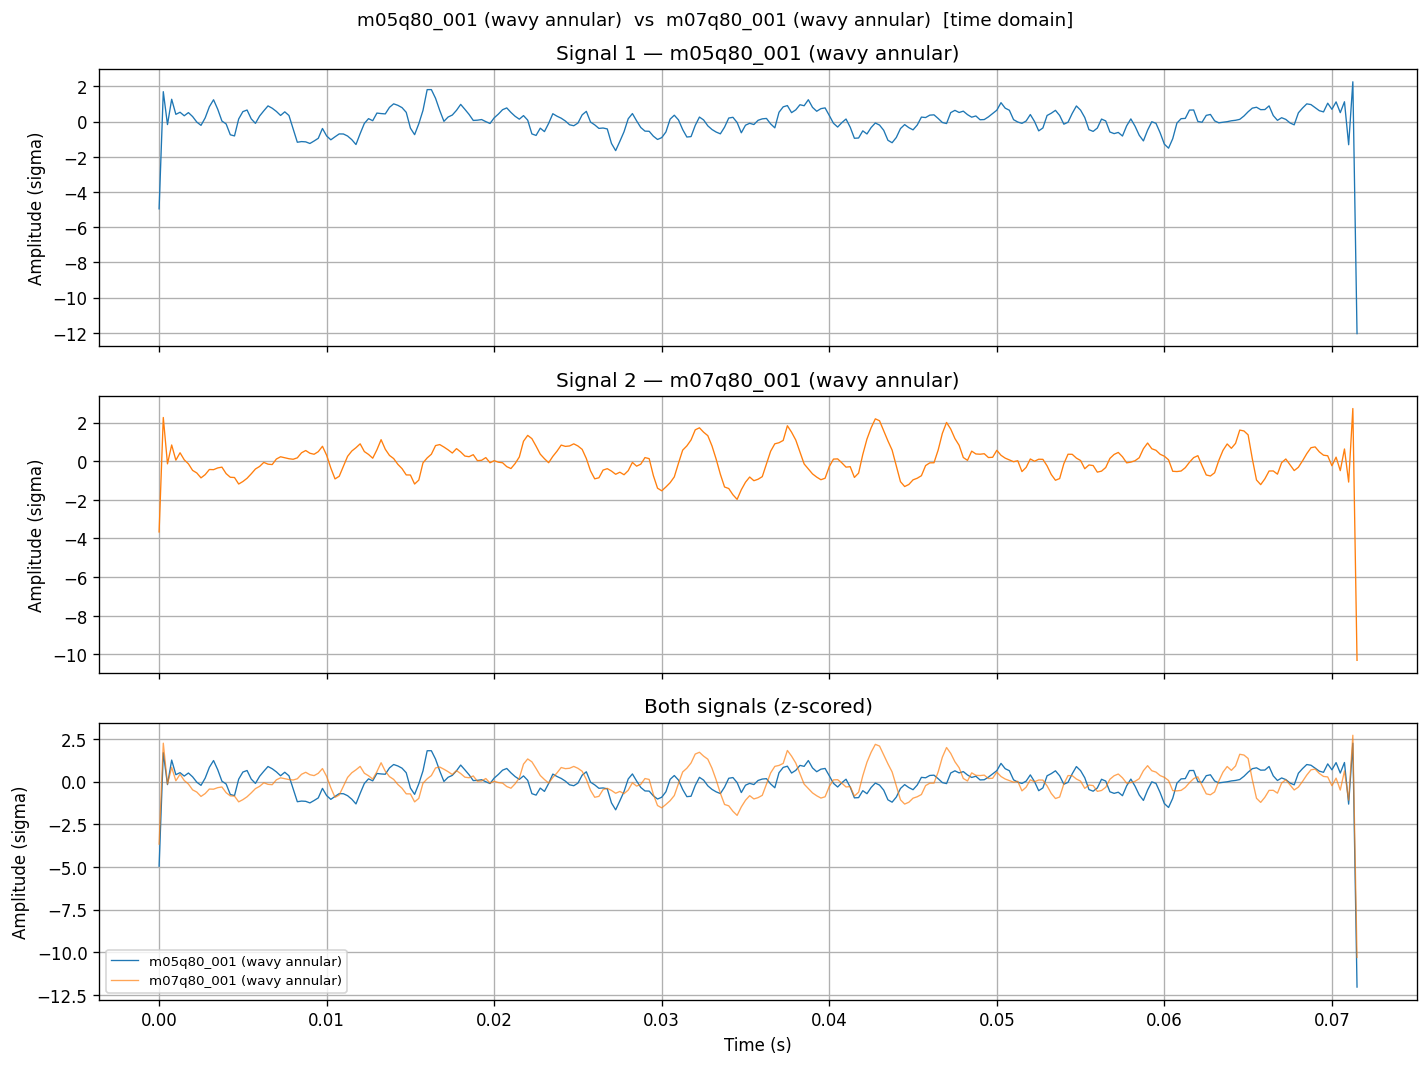 m05q80_001 (wavy annular)  vs  m07q80_001 (wavy annular)  [time domain]
Signal 1 — m05q80_001 (wavy annular)
Amplitude (sigma)
2
0
−2
−4
−6
−8
−10
−12
Signal 2 — m07q80_001 (wavy annular)
Amplitude (sigma)
2
0
−2
−4
−6
−8
−10
Both signals (z-scored)
Amplitude (sigma)
2.5
0.0
−2.5
−5.0
−7.5
−10.0
−12.5
m05q80_001 (wavy annular)
m07q80_001 (wavy annular)
0.00 0.01 0.02 0.03 0.04 0.05 0.06 0.07
Time (s)